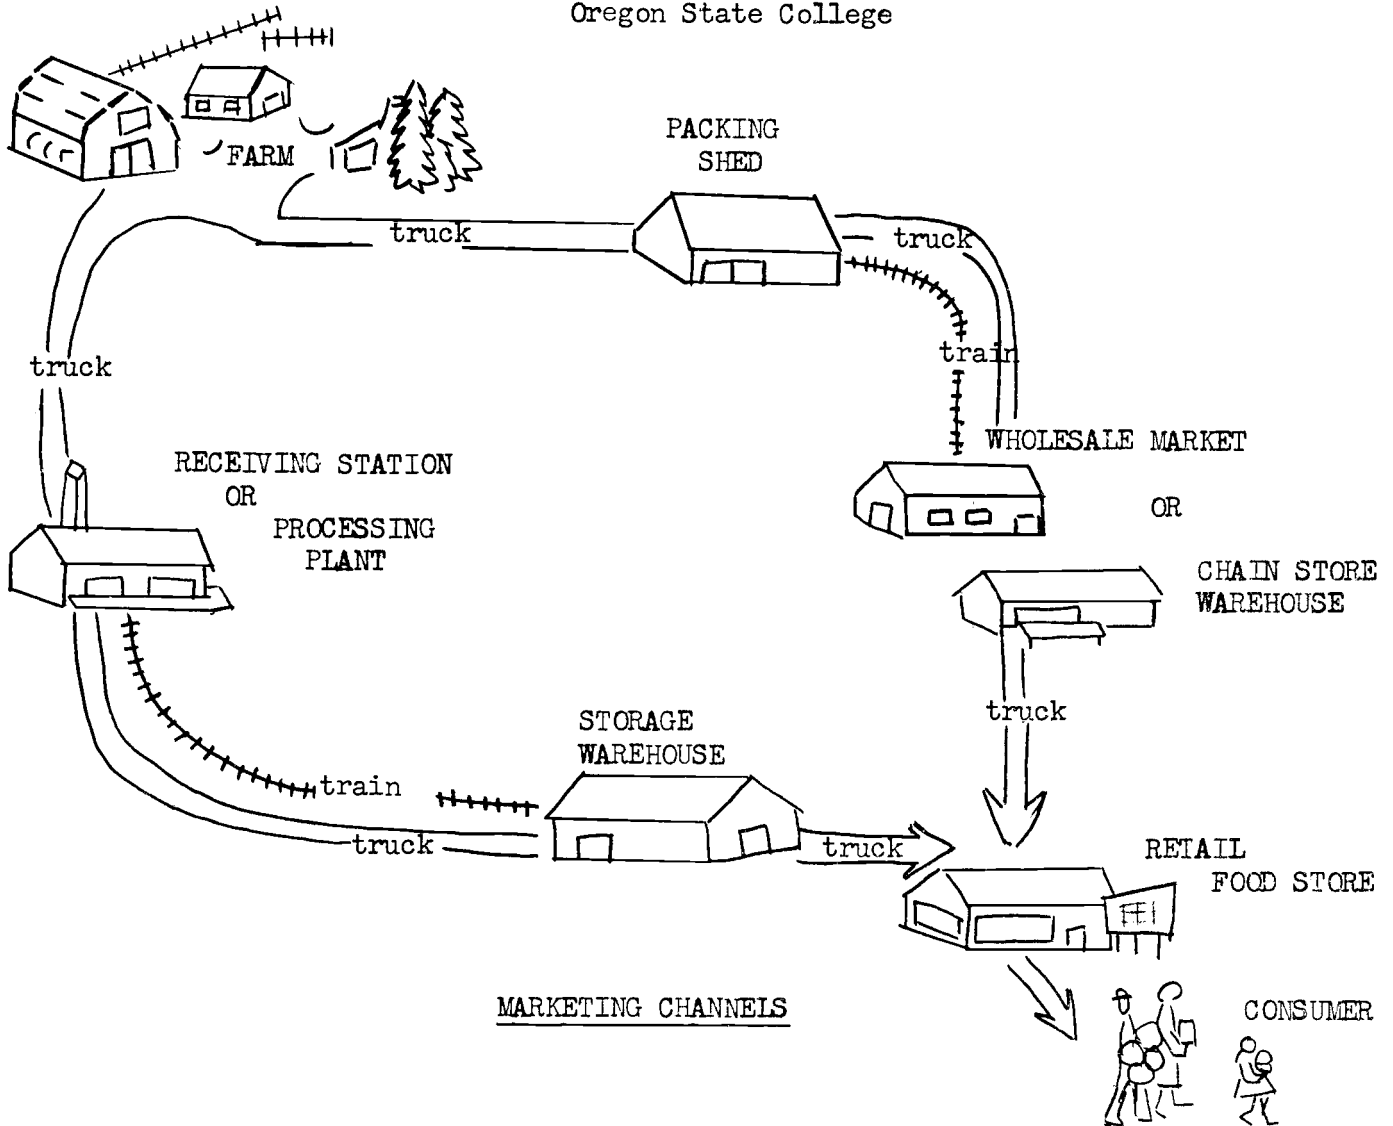 Oregon State College
PACKING
SHED
FARM
truck
truck
train
truck
WHOLESALE MARKET
OR
CHAIN STORE
WAREHOUSE
RECEIVING STATION
OR
PROCESSING
PLANT
truck
STORAGE
WAREHOUSE
train
truck
truck
RETAIL
FOOD STORE
MARKETING CHANNELS
CONSUMER